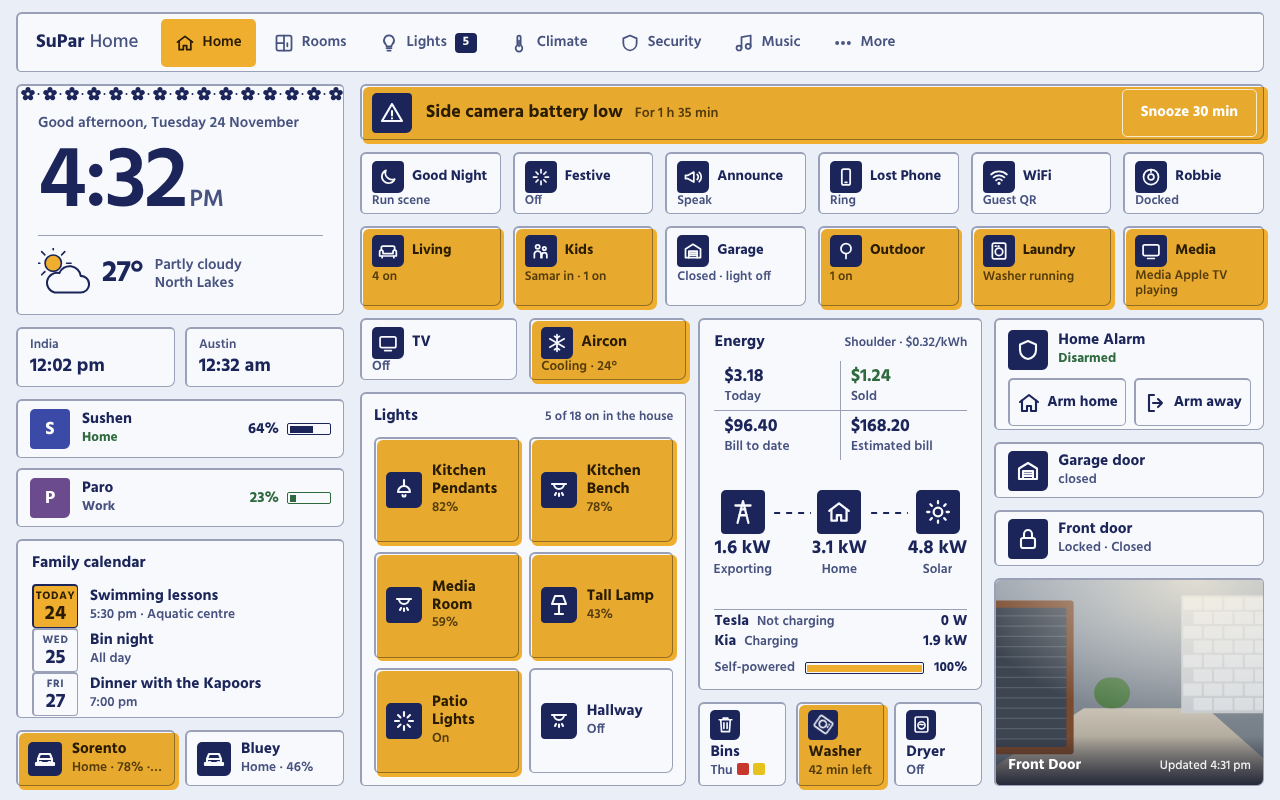 SuPar Home
Home
Rooms
Lights 5
Climate
Security
Music
More
Good afternoon, Tuesday 24 November
4:32 PM
27°
Partly cloudy
North Lakes
India
12:02 pm
Austin
12:32 am
S
Sushen
Home
64%
P
Paro
Work
23%
Family calendar
TODAY
24
Swimming lessons
5:30 pm · Aquatic centre
WED
25
Bin night
All day
FRI
27
Dinner with the Kapoors
7:00 pm
Sorento
Home · 78% ·...
Bluey
Home · 46%
Side camera battery low For 1 h 35 min
Snooze 30 min
Good Night
Run scene
Festive
Off
Announce
Speak
Lost Phone
Ring
WiFi
Guest QR
Robbie
Docked
Living
4 on
Kids
Samar in · 1 on
Garage
Closed · light off
Outdoor
1 on
Laundry
Washer running
Media
Media Apple TV
playing
TV
Off
Aircon
Cooling · 24°
Lights
5 of 18 on in the house
Kitchen
Pendants
82%
Kitchen
Bench
78%
Media
Room
59%
Tall Lamp
43%
Patio
Lights
On
Hallway
Off
Energy
Shoulder · $0.32/kWh
$3.18
Today
$1.24
Sold
$96.40
Bill to date
$168.20
Estimated bill
1.6 kW
Exporting
3.1 kW
Home
4.8 kW
Solar
Tesla Not charging 0 W
Kia Charging 1.9 kW
Self-powered 100%
Bins
Thu
Washer
42 min left
Dryer
Off
Home Alarm
Disarmed
Arm home
Arm away
Garage door
closed
Front door
Locked · Closed
Front Door
Updated 4:31 pm